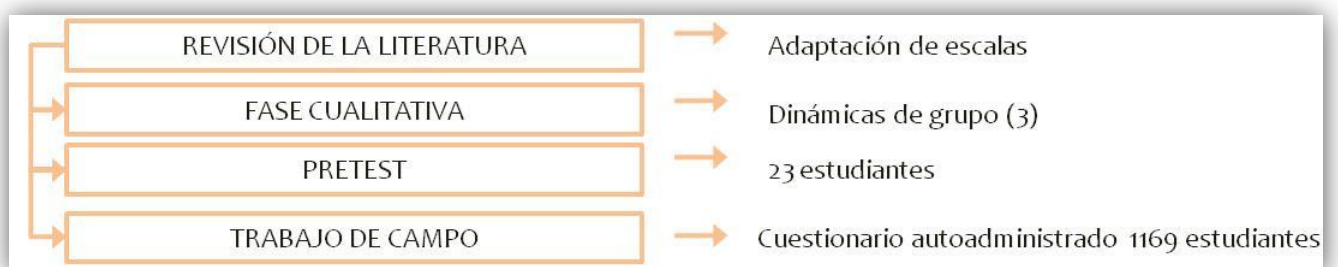 REVISIÓN DE LA LITERATURA
Adaptación de escalas
FASE CUALITATIVA
Dinámicas de grupo (3)
PRETEST
23 estudiantes
TRABAJO DE CAMPO
Cuestionario autoadministrado 1169 estudiantes